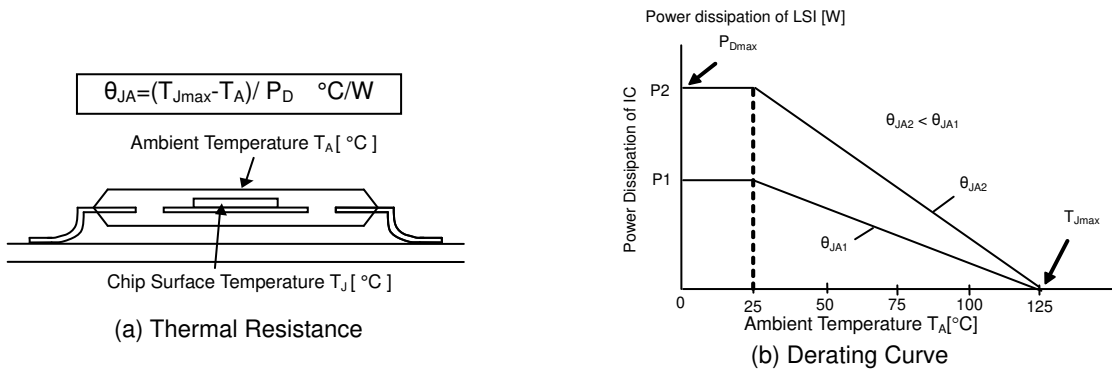 θJA=(TJmax-TA)/ PD °C/W
Ambient Temperature TA[ °C ]
Chip Surface Temperature TJ[ °C ]
(a) Thermal Resistance
Power dissipation of LSI [W]
PDmax
Power Dissipation of IC
P2
θJA2 < θJA1
P1
θJA2
TJmax
θJA1
0 25 50 75 100 125
Ambient Temperature TA[°C]
(b) Derating Curve